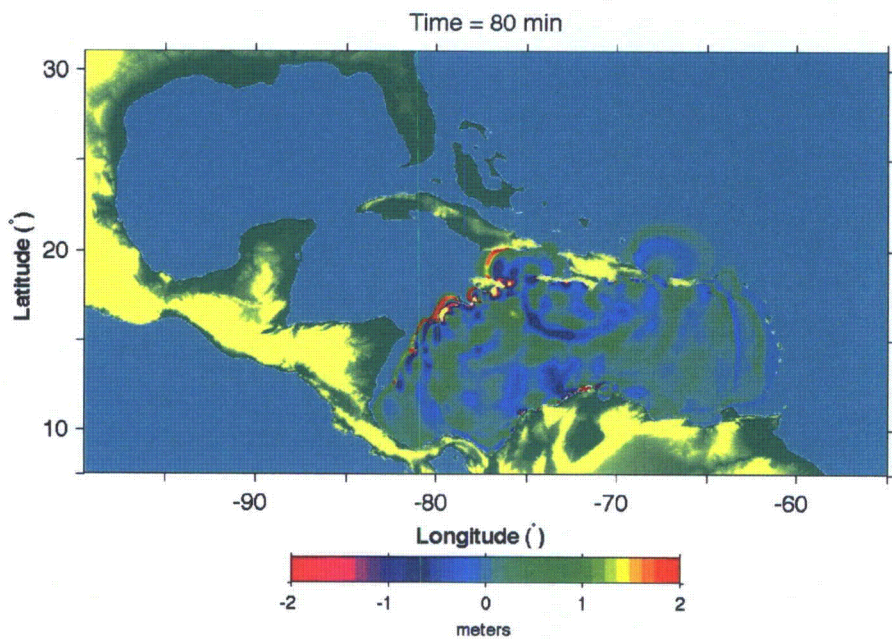 Time = 80 min
30
20
10
Latitude (°)
-90 -80 -70 -60
Longitude (°)
-2 -1 0 1 2
meters